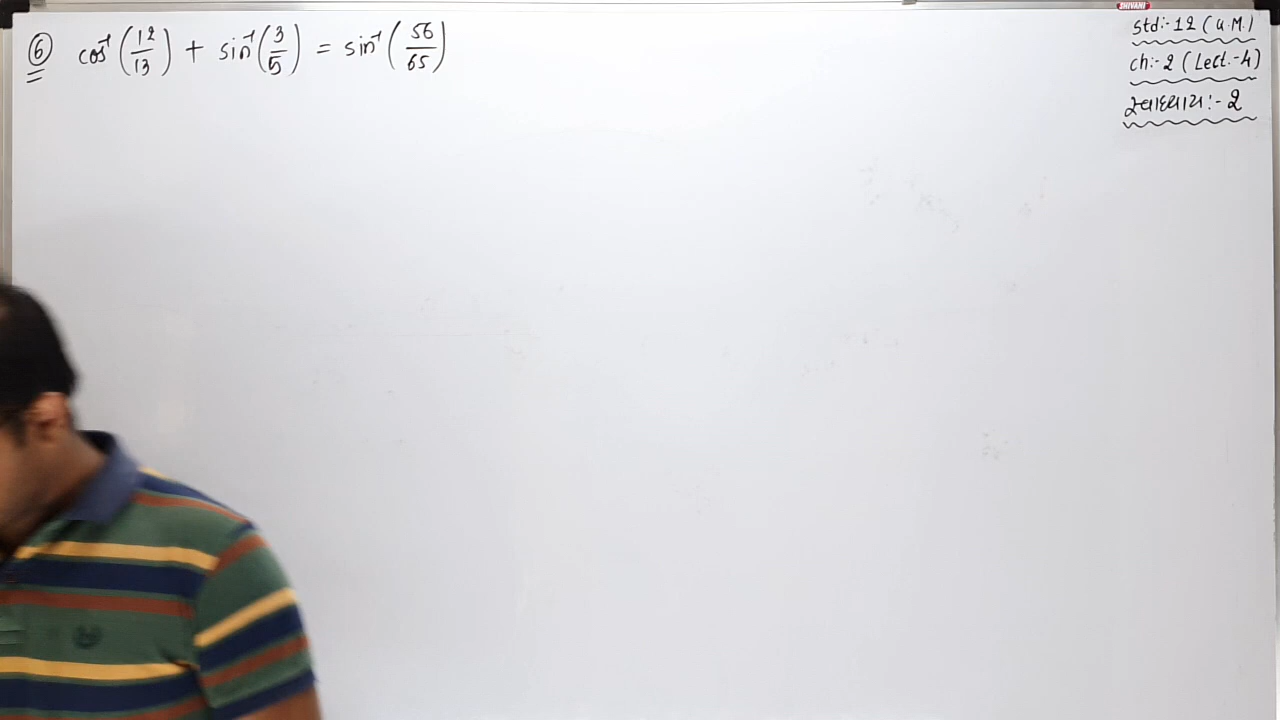 ⑥ cos⁻¹(12/13) + sin⁻¹(3/5) = sin⁻¹(56/65)
SHIVANI
Std:-12 (G.M.)
ch:-2 (Lect.-4)
સ્વાધ્યાય:-2